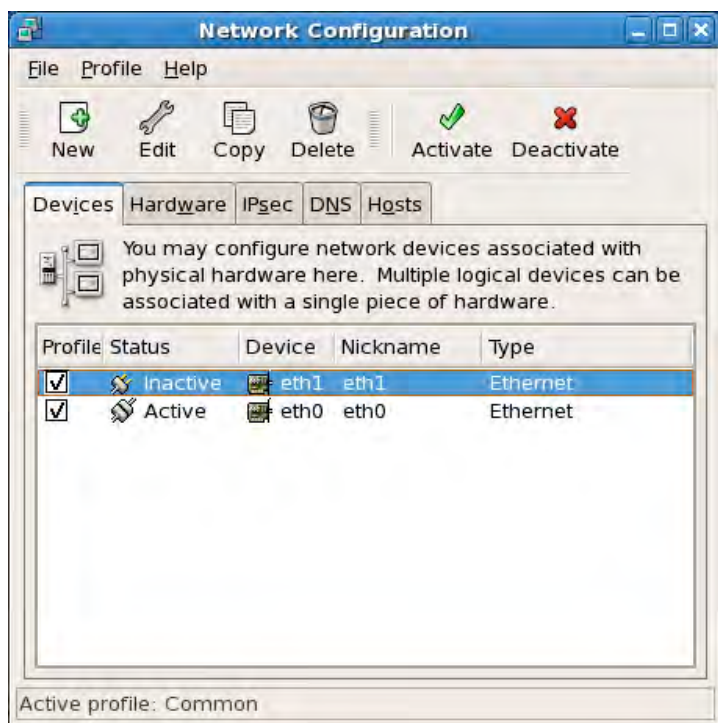 Network Configuration
File Profile Help
New Edit Copy Delete Activate Deactivate
Devices Hardware IPsec DNS Hosts
You may configure network devices associated with
physical hardware here. Multiple logical devices can be
associated with a single piece of hardware.
Profile Status Device Nickname Type
Inactive eth1 eth1 Ethernet
Active eth0 eth0 Ethernet
Active profile: Common